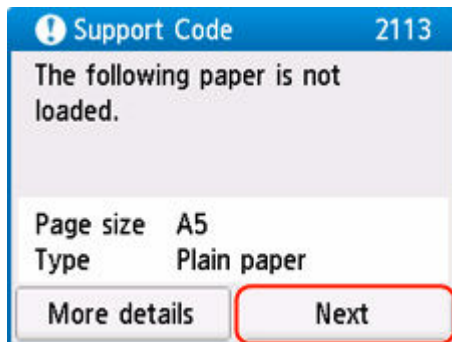 Support Code 2113
The following paper is not
loaded.
Page size A5
Type Plain paper
More details Next